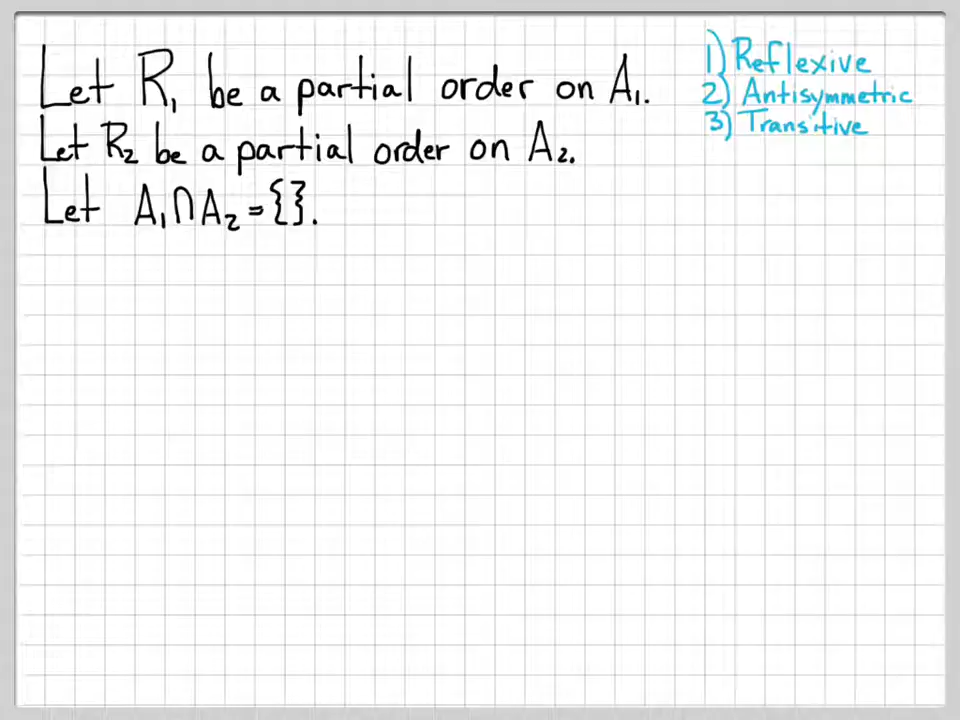 Let R₁ be a partial order on A₁.
Let R₂ be a partial order on A₂.
Let A₁∩A₂={}.
1) Reflexive
2) Antisymmetric
3) Transitive